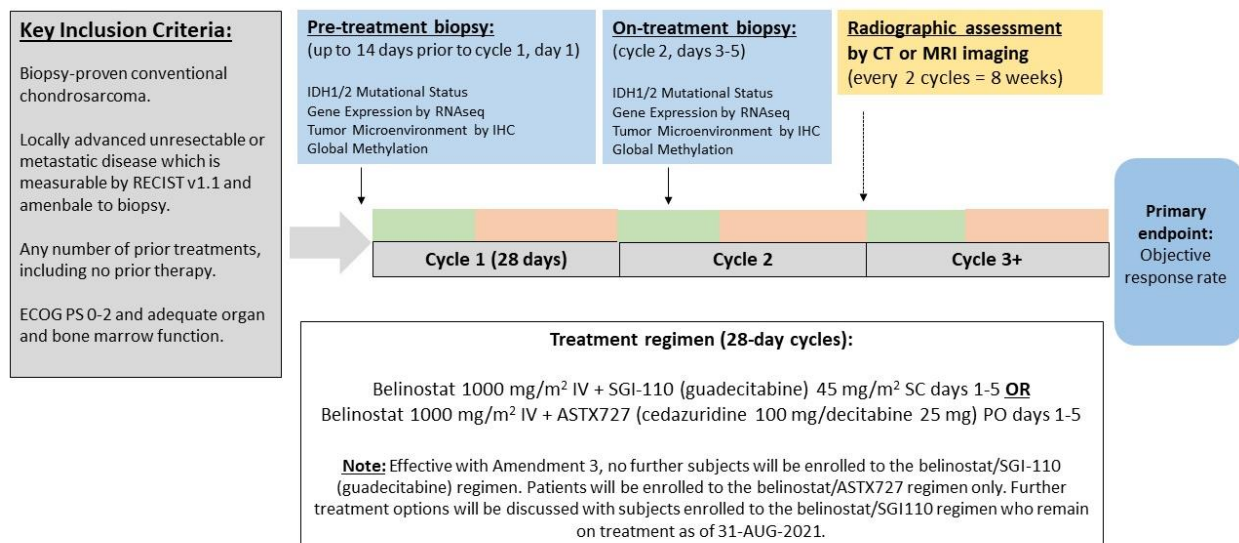 Key Inclusion Criteria:
Biopsy-proven conventional
chondrosarcoma.
Locally advanced unresectable or
metastatic disease which is
measurable by RECIST v1.1 and
amenbale to biopsy.
Any number of prior treatments,
including no prior therapy.
ECOG PS 0-2 and adequate organ
and bone marrow function.
Pre-treatment biopsy:
(up to 14 days prior to cycle 1, day 1)
IDH1/2 Mutational Status
Gene Expression by RNAseq
Tumor Microenvironment by IHC
Global Methylation
On-treatment biopsy:
(cycle 2, days 3-5)
IDH1/2 Mutational Status
Gene Expression by RNAseq
Tumor Microenvironment by IHC
Global Methylation
Radiographic assessment
by CT or MRI imaging
(every 2 cycles = 8 weeks)
Cycle 1 (28 days)
Cycle 2
Cycle 3+
Primary
endpoint:
Objective
response rate
Treatment regimen (28-day cycles):
Belinostat 1000 mg/m² IV + SGI-110 (guadecitabine) 45 mg/m² SC days 1-5 OR
Belinostat 1000 mg/m² IV + ASTX727 (cedazuridine 100 mg/decitabine 25 mg) PO days 1-5
Note: Effective with Amendment 3, no further subjects will be enrolled to the belinostat/SGI-110
(guadecitabine) regimen. Patients will be enrolled to the belinostat/ASTX727 regimen only. Further
treatment options will be discussed with subjects enrolled to the belinostat/SGI110 regimen who remain
on treatment as of 31-AUG-2021.